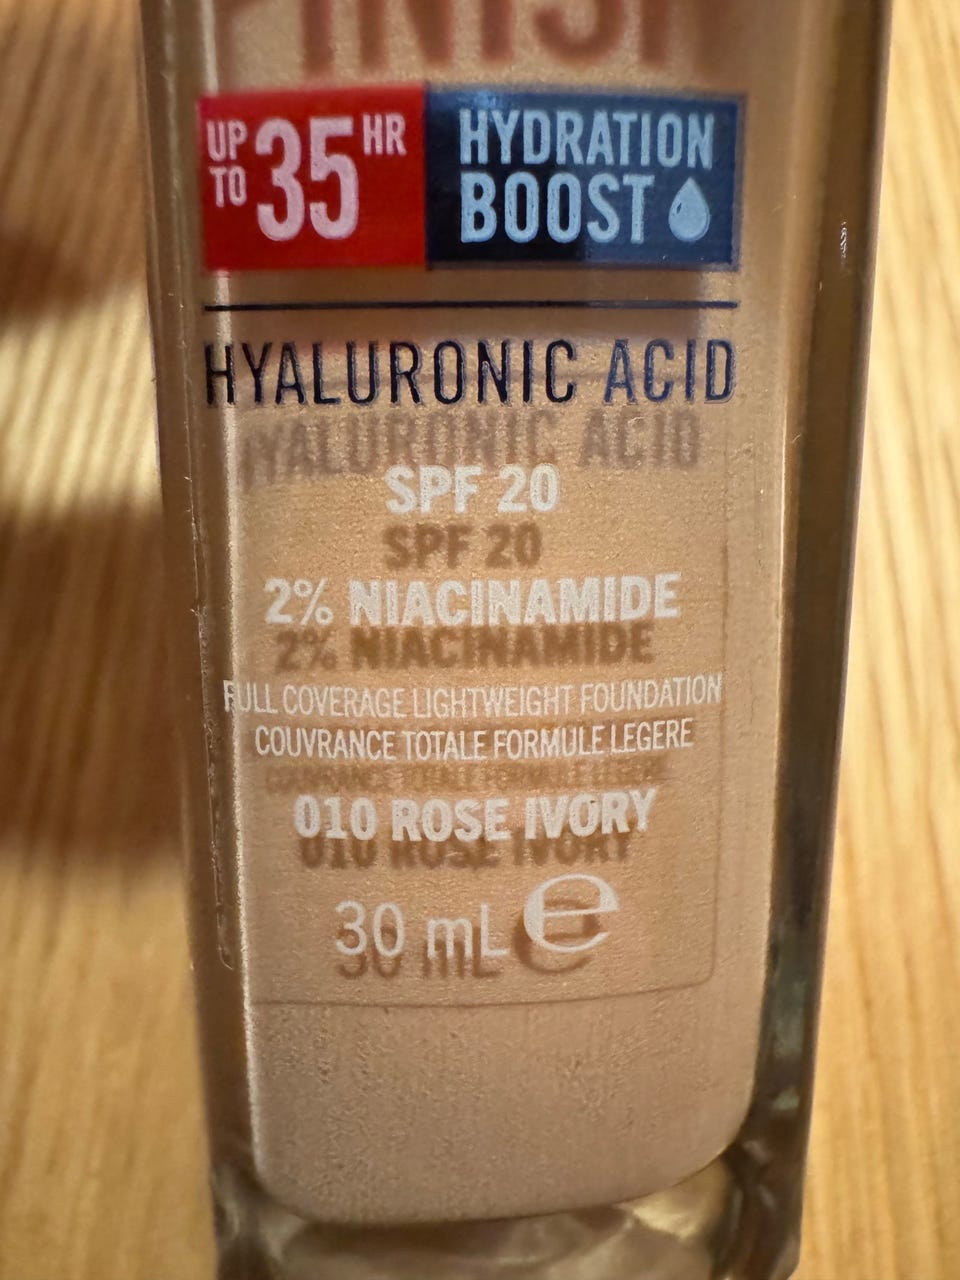 FINISH
UP TO 35 HR
HYDRATION BOOST
HYALURONIC ACID
SPF 20
2% NIACINAMIDE
FULL COVERAGE LIGHTWEIGHT FOUNDATION
COUVRANCE TOTALE FORMULE LEGERE
010 ROSE IVORY
30 mL ℮